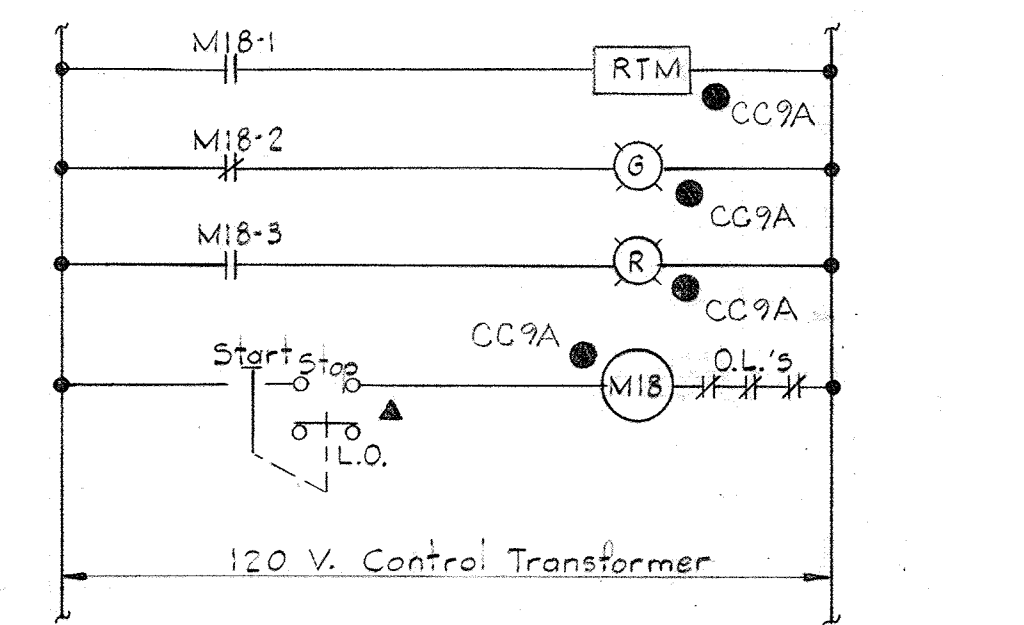 M18-1
RTM
CC9A
M18-2
G
CC9A
M18-3
R
CC9A
CC9A
Start Stop
O.L.'s
M18
L.O.
120 V. Control Transformer